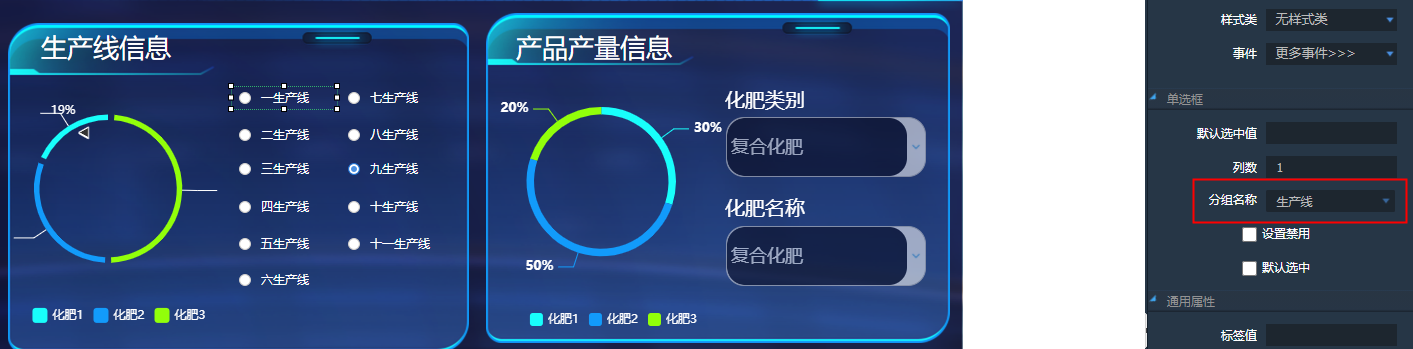 生产线信息
19%
一生产线
七生产线
二生产线
八生产线
三生产线
九生产线
四生产线
十生产线
五生产线
十一生产线
六生产线
化肥1 化肥2 化肥3
产品产量信息
20%
30%
50%
化肥类别
复合化肥
化肥名称
复合化肥
化肥1 化肥2 化肥3
样式类 无样式类
事件 更多事件>>>
单选框
默认选中值
列数 1
分组名称 生产线
设置禁用
默认选中
通用属性
标签值